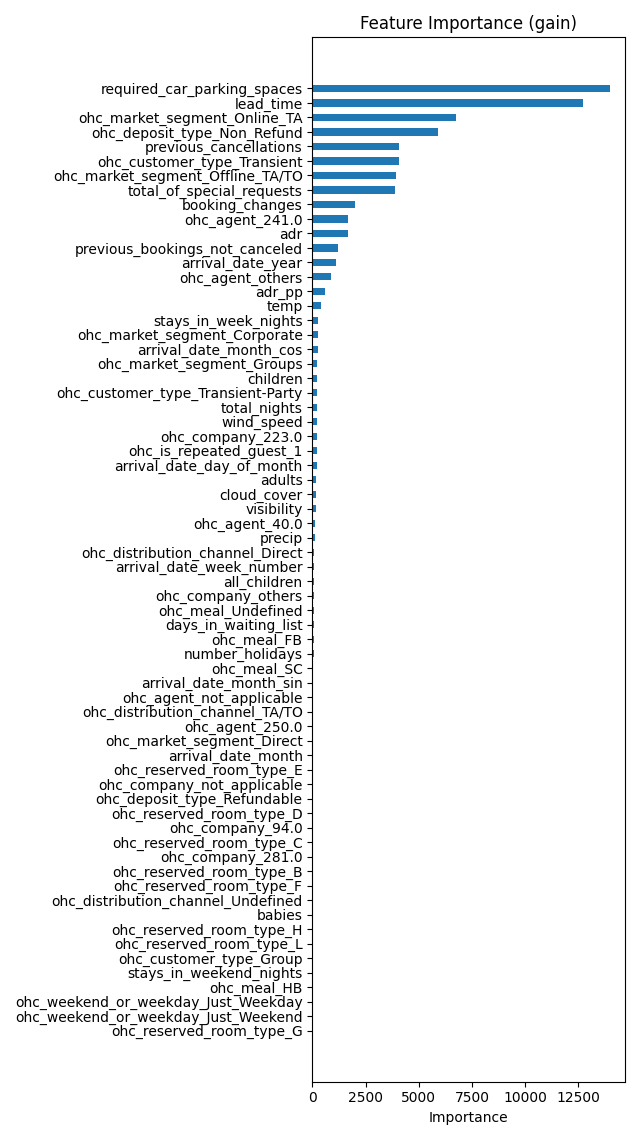 Feature Importance (gain)
required_car_parking_spaces
lead_time
ohc_market_segment_Online_TA
ohc_deposit_type_Non_Refund
previous_cancellations
ohc_customer_type_Transient
ohc_market_segment_Offline_TA/TO
total_of_special_requests
booking_changes
ohc_agent_241.0
adr
previous_bookings_not_canceled
arrival_date_year
ohc_agent_others
adr_pp
temp
stays_in_week_nights
ohc_market_segment_Corporate
arrival_date_month_cos
ohc_market_segment_Groups
children
ohc_customer_type_Transient-Party
total_nights
wind_speed
ohc_company_223.0
ohc_is_repeated_guest_1
arrival_date_day_of_month
adults
cloud_cover
visibility
ohc_agent_40.0
precip
ohc_distribution_channel_Direct
arrival_date_week_number
all_children
ohc_company_others
ohc_meal_Undefined
days_in_waiting_list
ohc_meal_FB
number_holidays
ohc_meal_SC
arrival_date_month_sin
ohc_agent_not_applicable
ohc_distribution_channel_TA/TO
ohc_agent_250.0
ohc_market_segment_Direct
arrival_date_month
ohc_reserved_room_type_E
ohc_company_not_applicable
ohc_deposit_type_Refundable
ohc_reserved_room_type_D
ohc_company_94.0
ohc_reserved_room_type_C
ohc_company_281.0
ohc_reserved_room_type_B
ohc_reserved_room_type_F
ohc_distribution_channel_Undefined
babies
ohc_reserved_room_type_H
ohc_reserved_room_type_L
ohc_customer_type_Group
stays_in_weekend_nights
ohc_meal_HB
ohc_weekend_or_weekday_Just_Weekday
ohc_weekend_or_weekday_Just_Weekend
ohc_reserved_room_type_G
0 2500 5000 7500 10000 12500
Importance